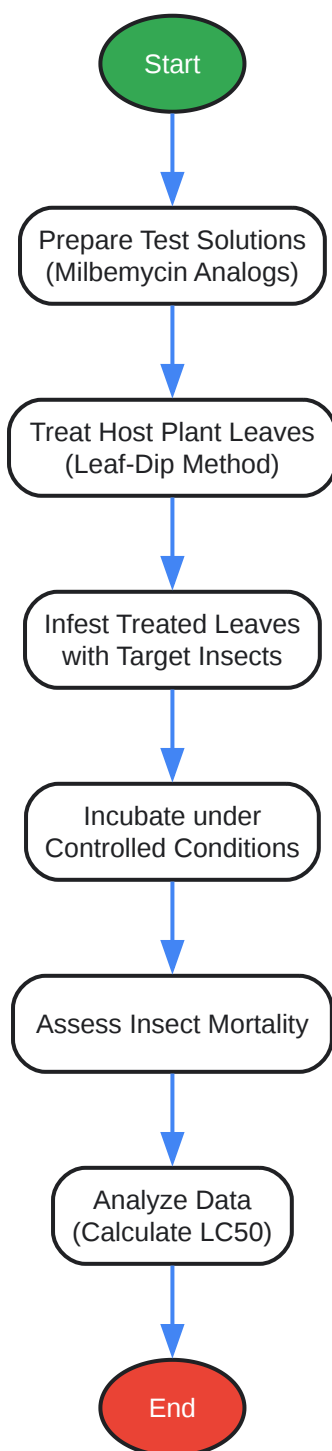 Start
Prepare Test Solutions
(Milbemycin Analogs)
Treat Host Plant Leaves
(Leaf-Dip Method)
Infest Treated Leaves
with Target Insects
Incubate under
Controlled Conditions
Assess Insect Mortality
Analyze Data
(Calculate LC50)
End